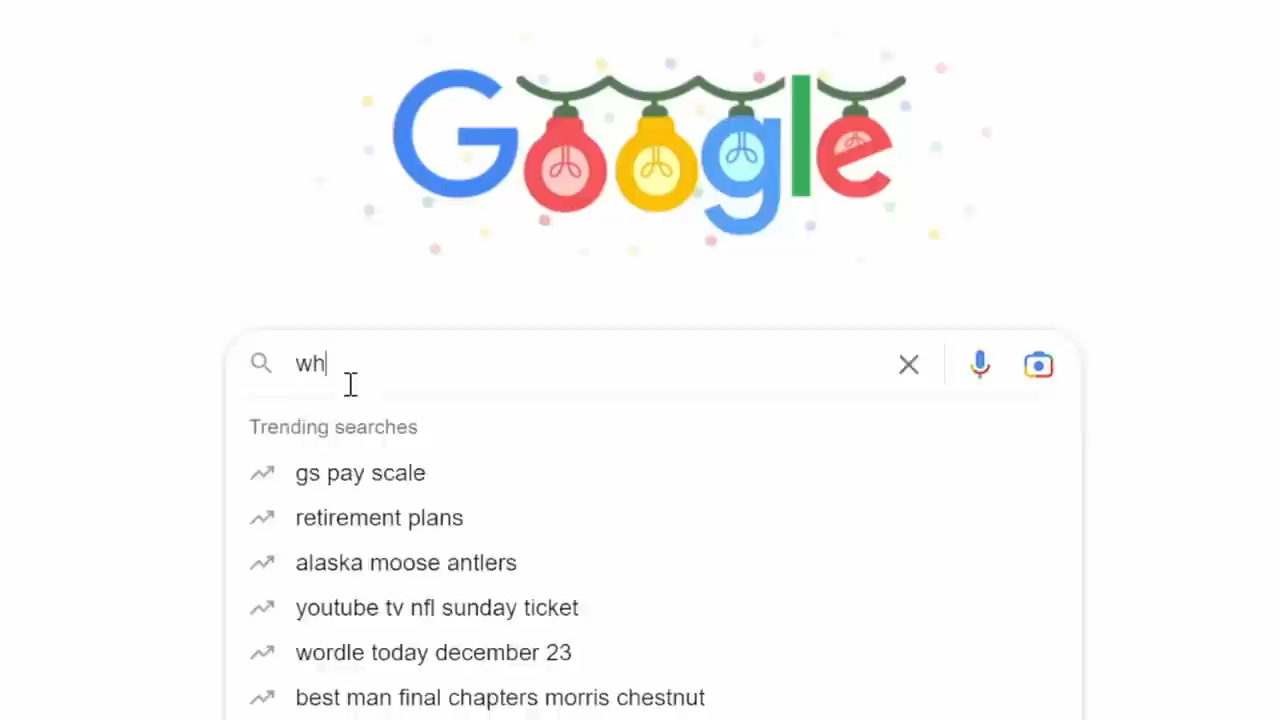 Google
wh
Trending searches
gs pay scale
retirement plans
alaska moose antlers
youtube tv nfl sunday ticket
wordle today december 23
best man final chapters morris chestnut